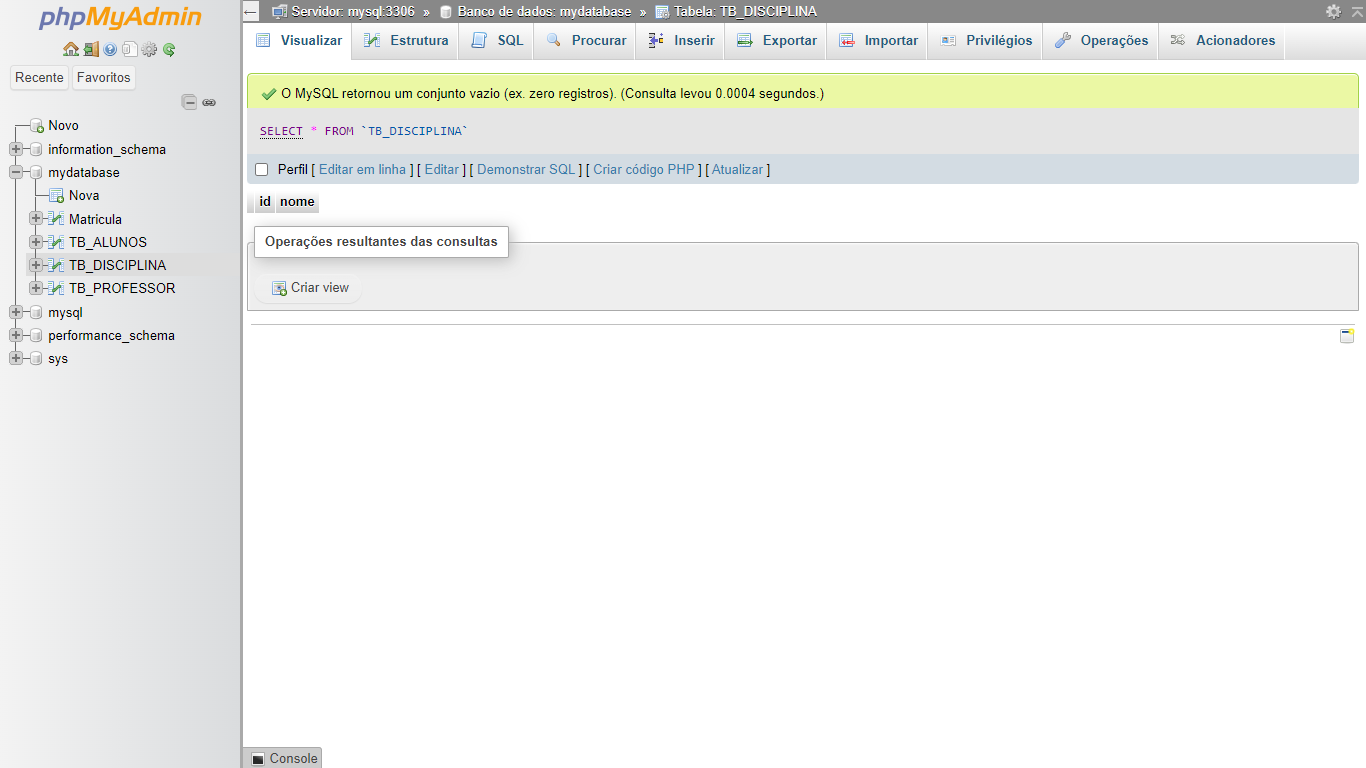 phpMyAdmin
Recente Favoritos
Novo
information_schema
mydatabase
Nova
Matricula
TB_ALUNOS
TB_DISCIPLINA
TB_PROFESSOR
mysql
performance_schema
sys
← Servidor: mysql:3306 » Banco de dados: mydatabase » Tabela: TB_DISCIPLINA
Visualizar Estrutura SQL Procurar Inserir Exportar Importar Privilégios Operações Acionadores
O MySQL retornou um conjunto vazio (ex. zero registros). (Consulta levou 0.0004 segundos.)
SELECT * FROM `TB_DISCIPLINA`
Perfil [ Editar em linha ] [ Editar ] [ Demonstrar SQL ] [ Criar código PHP ] [ Atualizar ]
id nome
Operações resultantes das consultas
Criar view
Console